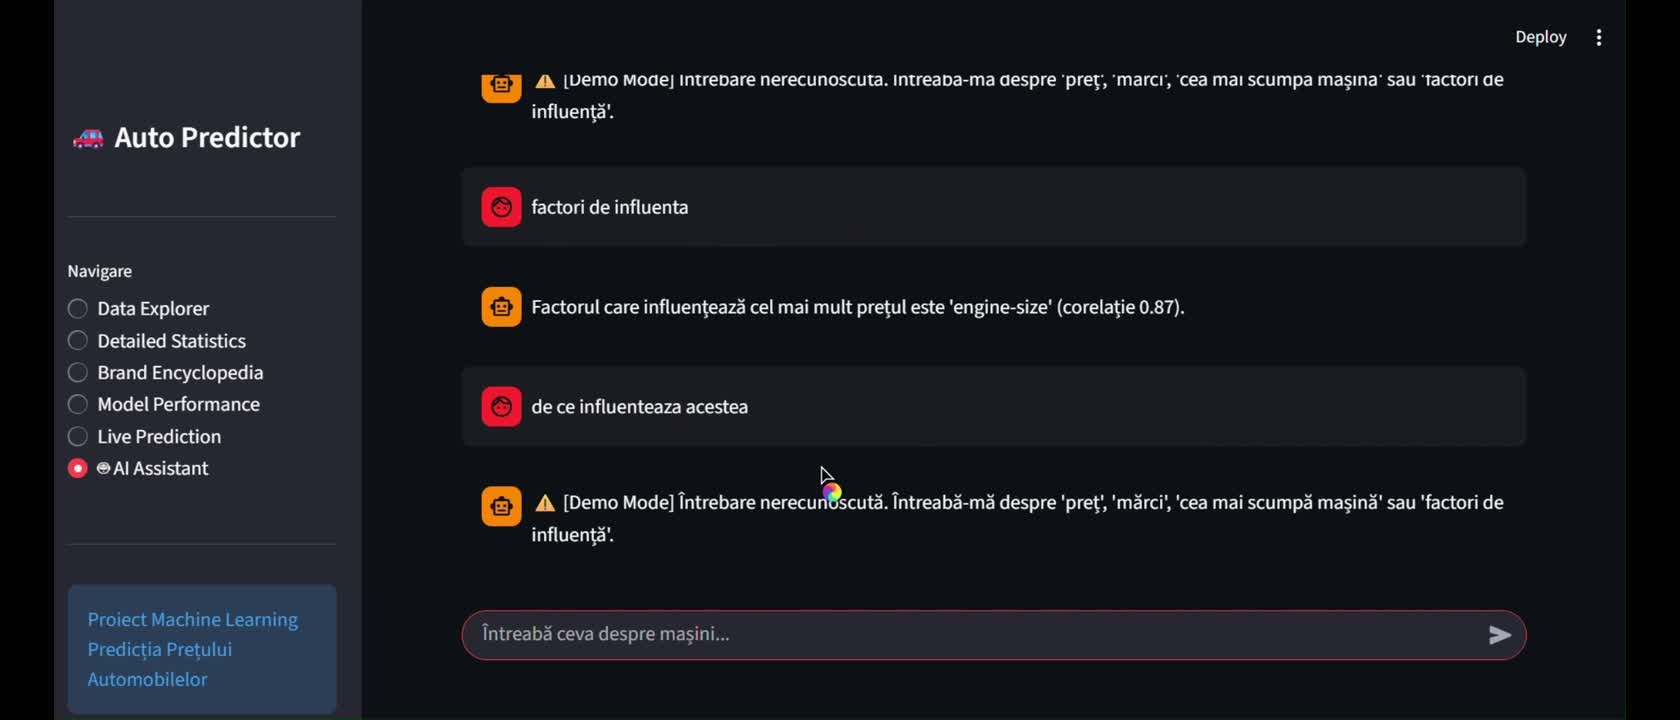 Deploy
🚗 Auto Predictor
Navigare
Data Explorer
Detailed Statistics
Brand Encyclopedia
Model Performance
Live Prediction
AI Assistant
Proiect Machine Learning
Predicția Prețului
Automobilelor
⚠️ [Demo Mode] Întrebare nerecunoscută. Întreabă-mă despre 'preț', 'mărci', 'cea mai scumpă mașină' sau 'factori de
influență'.
factori de influenta
Factorul care influențează cel mai mult prețul este 'engine-size' (corelație 0.87).
de ce influenteaza acestea
⚠️ [Demo Mode] Întrebare nerecunoscută. Întreabă-mă despre 'preț', 'mărci', 'cea mai scumpă mașină' sau 'factori de
influență'.
Întreabă ceva despre mașini...